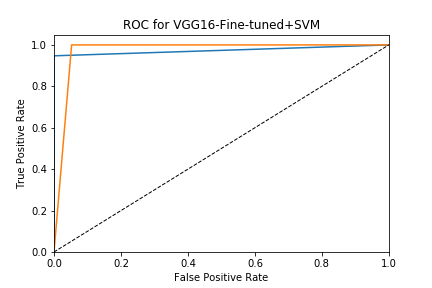 ROC for VGG16-Fine-tuned+SVM
1.0
0.8
0.6
0.4
0.2
0.0
True Positive Rate
0.0 0.2 0.4 0.6 0.8 1.0
False Positive Rate